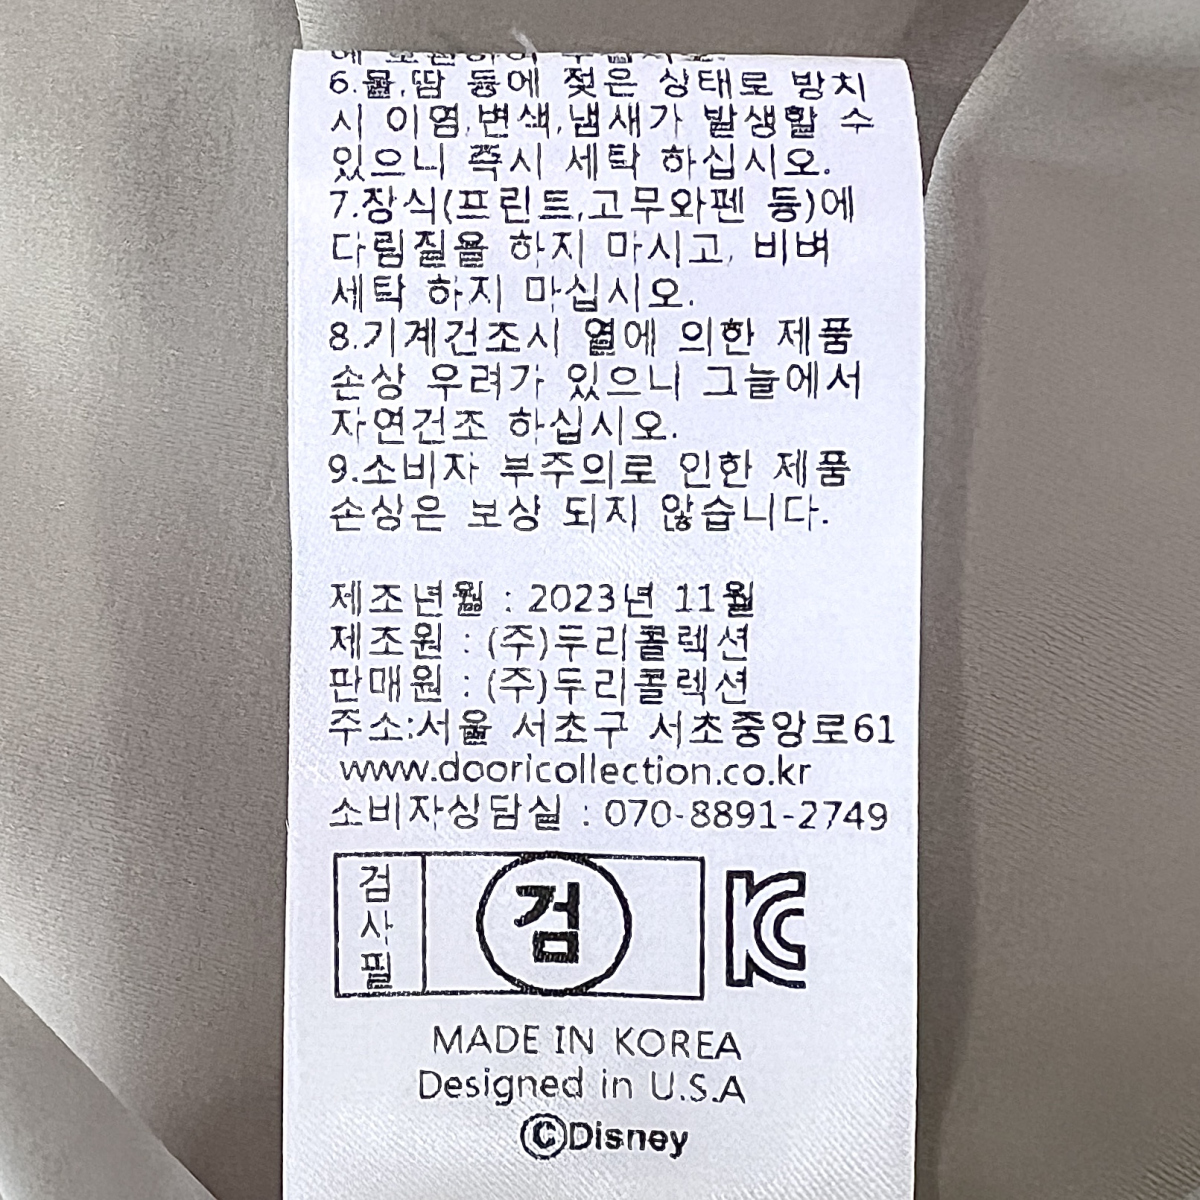 6.물,땀 등에 젖은 상태로 방치
시 이염,변색,냄새가 발생할 수
있으니 즉시 세탁 하십시오.
7.장식(프린트,고무와펜 등)에
다림질을 하지 마시고, 비벼
세탁 하지 마십시오.
8.기계건조시 열에 의한 제품
손상 우려가 있으니 그늘에서
자연건조 하십시오.
9.소비자 부주의로 인한 제품
손상은 보상 되지 않습니다.
제조년월 : 2023년 11월
제조원 : (주)두리콜렉션
판매원 : (주)두리콜렉션
주소:서울 서초구 서초중앙로61
www.dooricollection.co.kr
소비자상담실 : 070-8891-2749
검사필
검
KC
MADE IN KOREA
Designed in U.S.A
©Disney